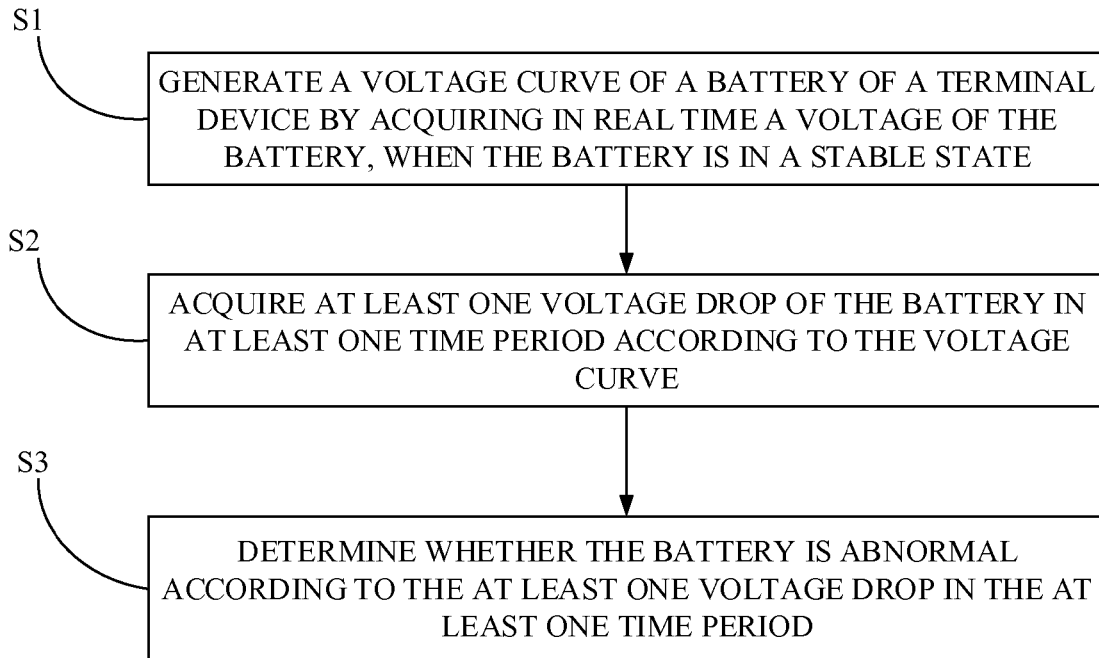 S1
GENERATE A VOLTAGE CURVE OF A BATTERY OF A TERMINAL
DEVICE BY ACQUIRING IN REAL TIME A VOLTAGE OF THE
BATTERY, WHEN THE BATTERY IS IN A STABLE STATE
S2
ACQUIRE AT LEAST ONE VOLTAGE DROP OF THE BATTERY IN
AT LEAST ONE TIME PERIOD ACCORDING TO THE VOLTAGE
CURVE
S3
DETERMINE WHETHER THE BATTERY IS ABNORMAL
ACCORDING TO THE AT LEAST ONE VOLTAGE DROP IN THE AT
LEAST ONE TIME PERIOD